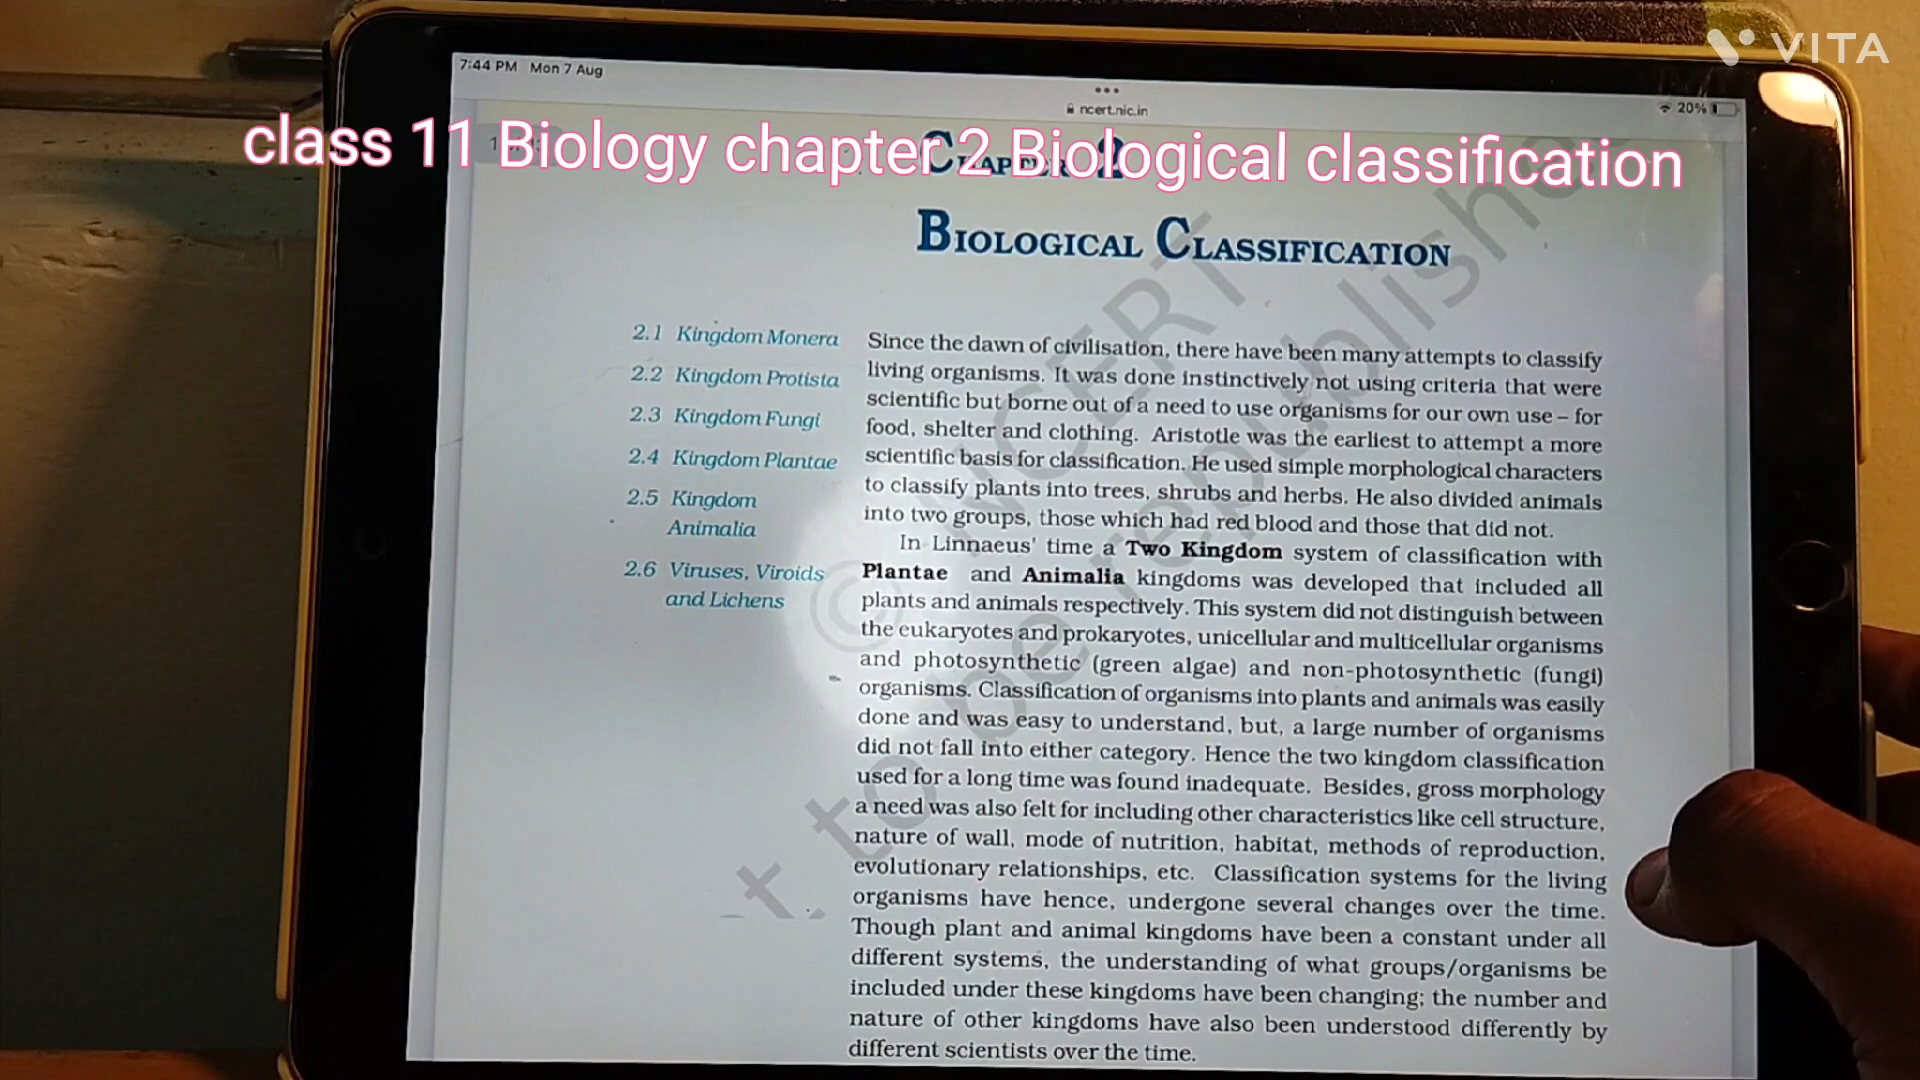 VITA
7:44 PM Mon 7 Aug
ncert.nic.in
20%
class 11 Biology chapter 2 Biological classification
CHAPTER 2
BIOLOGICAL CLASSIFICATION
2.1 Kingdom Monera
2.2 Kingdom Protista
2.3 Kingdom Fungi
2.4 Kingdom Plantae
2.5 Kingdom
Animalia
2.6 Viruses, Viroids
and Lichens
Since the dawn of civilisation, there have been many attempts to classify
living organisms. It was done instinctively not using criteria that were
scientific but borne out of a need to use organisms for our own use – for
food, shelter and clothing. Aristotle was the earliest to attempt a more
scientific basis for classification. He used simple morphological characters
to classify plants into trees, shrubs and herbs. He also divided animals
into two groups, those which had red blood and those that did not.
In Linnaeus' time a Two Kingdom system of classification with
Plantae and Animalia kingdoms was developed that included all
plants and animals respectively. This system did not distinguish between
the eukaryotes and prokaryotes, unicellular and multicellular organisms
and photosynthetic (green algae) and non-photosynthetic (fungi)
organisms. Classification of organisms into plants and animals was easily
done and was easy to understand, but, a large number of organisms
did not fall into either category. Hence the two kingdom classification
used for a long time was found inadequate. Besides, gross morphology
a need was also felt for including other characteristics like cell structure,
nature of wall, mode of nutrition, habitat, methods of reproduction,
evolutionary relationships, etc. Classification systems for the living
organisms have hence, undergone several changes over the time.
Though plant and animal kingdoms have been a constant under all
different systems, the understanding of what groups/organisms be
included under these kingdoms have been changing; the number and
nature of other kingdoms have also been understood differently by
different scientists over the time.
© NCERT
t to be republishe